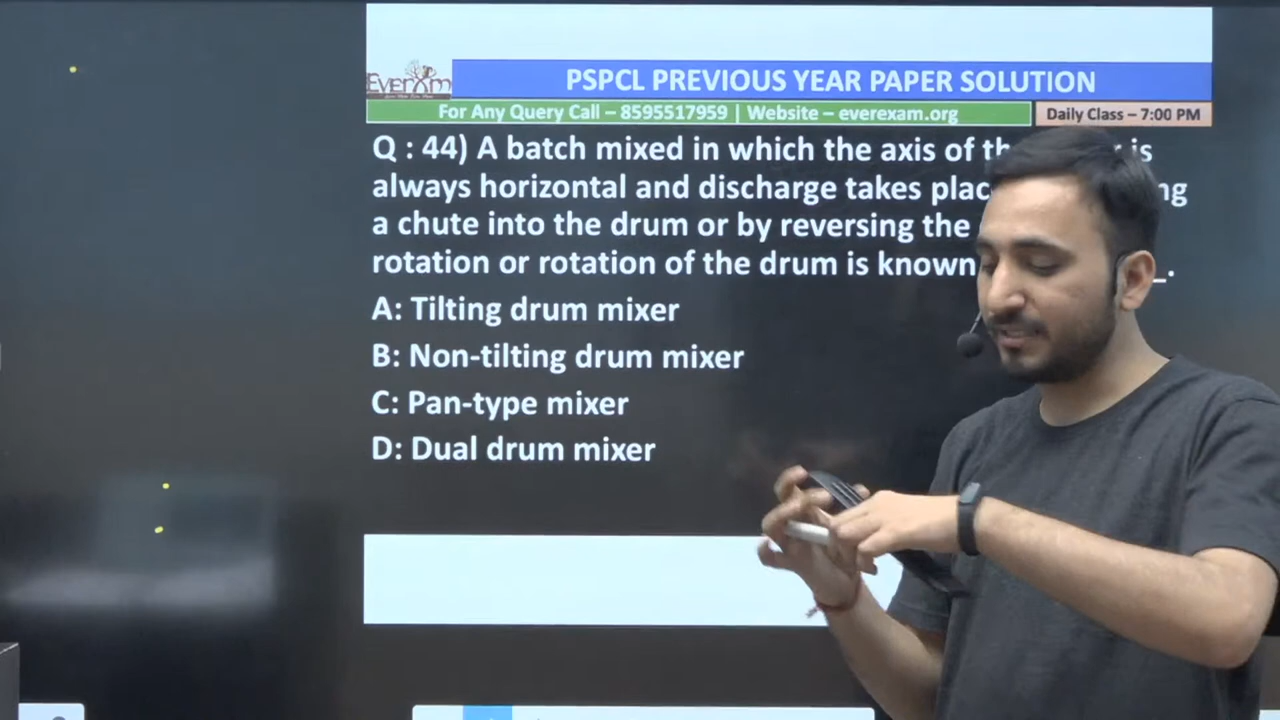 EverExam
PSPCL PREVIOUS YEAR PAPER SOLUTION
For Any Query Call – 8595517959 | Website – everexam.org
Daily Class – 7:00 PM
Q : 44) A batch mixed in which the axis of is
always horizontal and discharge takes
a chute into the drum or by reversing the
rotation or rotation of the drum is known _.
A: Tilting drum mixer
B: Non-tilting drum mixer
C: Pan-type mixer
D: Dual drum mixer